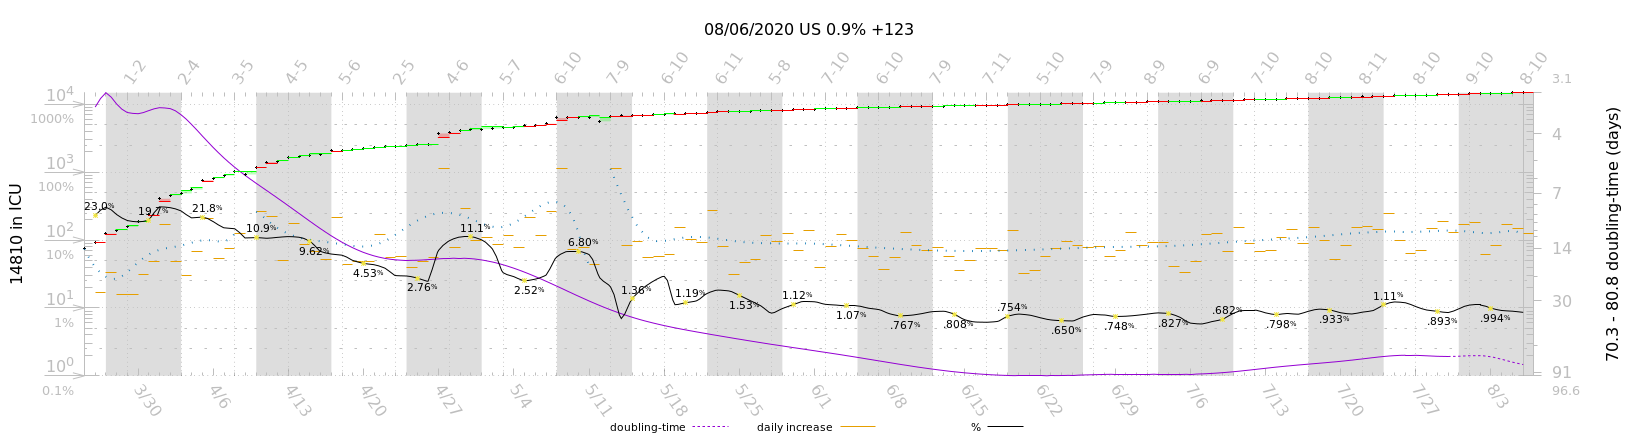 08/06/2020 US 0.9% +123
1-2 2-4 3-5 4-5 5-6 2-5 4-6 5-7 6-10 7-9 6-10 6-11 5-8 7-10 6-10 7-9 7-11 5-10 7-9 8-9 6-9 7-10 8-10 8-11 8-10 9-10 8-10
14810 in ICU
10⁴
1000%
10³
100%
10²
10%
10¹
1%
10⁰
0.1%
3.1
4
7
14
30
91
96.6
70.3 - 80.8 doubling-time (days)
23.0% 19.7% 21.8% 10.9% 9.62% 4.53% 2.76% 11.1% 2.52% 6.80% 1.36% 1.19% 1.53% 1.12% 1.07% .767% .808% .754% .650% .748% .827% .682% .798% .933% 1.11% .893% .994%
3/30 4/6 4/13 4/20 4/27 5/4 5/11 5/18 5/25 6/1 6/8 6/15 6/22 6/29 7/6 7/13 7/20 7/27 8/3
doubling-time daily increase %